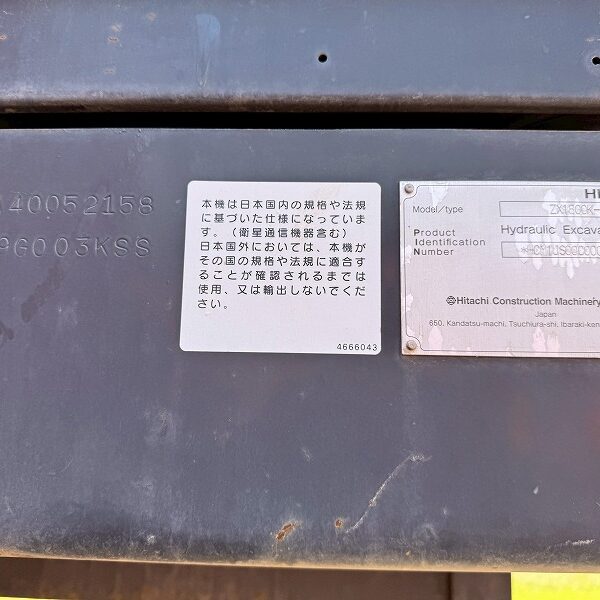 40052158
9G003KSS
本機は日本国内の規格や法規
に基づいた仕様になっていま
す。（衛星通信機器含む）
日本国外においては、本機が
その国の規格や法規に適合す
ることが確認されるまでは
使用、又は輸出しないでくだ
さい。
4666043
HI
Model/type
Product Hydraulic Excava
Identification
Number
Hitachi Construction Machinery
Japan
650, Kandatsu-machi, Tsuchiura-shi, Ibaraki-ken